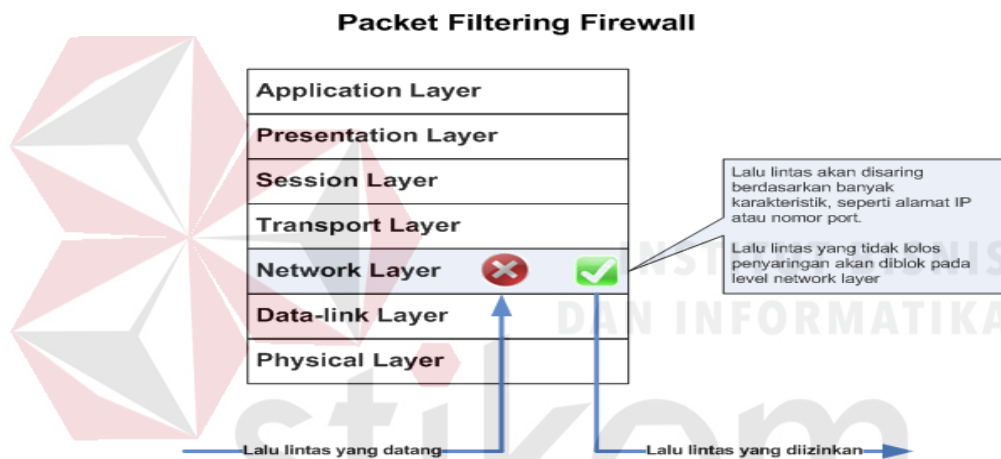 Packet Filtering Firewall
Application Layer
Presentation Layer
Session Layer
Transport Layer
Network Layer
Data-link Layer
Physical Layer
Lalu lintas akan disaring
berdasarkan banyak
karakteristik, seperti alamat IP
atau nomor port.
Lalu lintas yang tidak lolos
penyaringan akan diblok pada
level network layer
DAN INFORMATIKA
stikom
Lalu lintas yang datang
Lalu lintas yang diizinkan